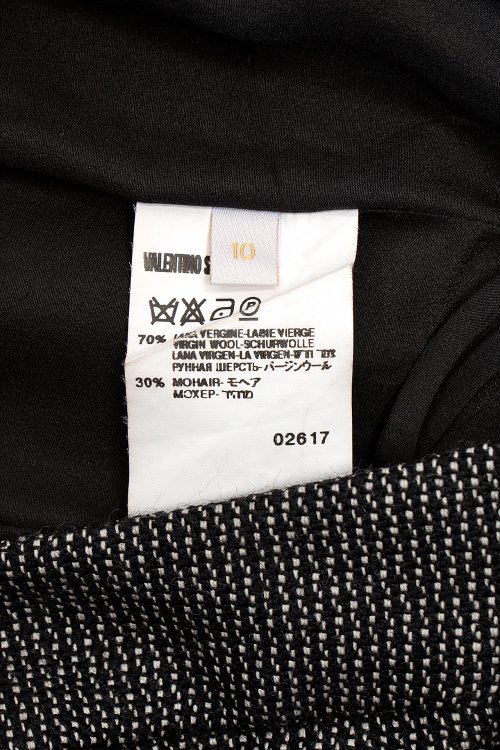 10
VALENTINO S
70% LANA VERGINE-LAINE VIERGE
VIRGIN WOOL-SCHURWOLLE
LANA VIRGEN-LA VIRGEN-
РУННАЯ ШЕРСТЬ-バージンウール
30% MOHAIR-モヘア
МОХЕР-
02617